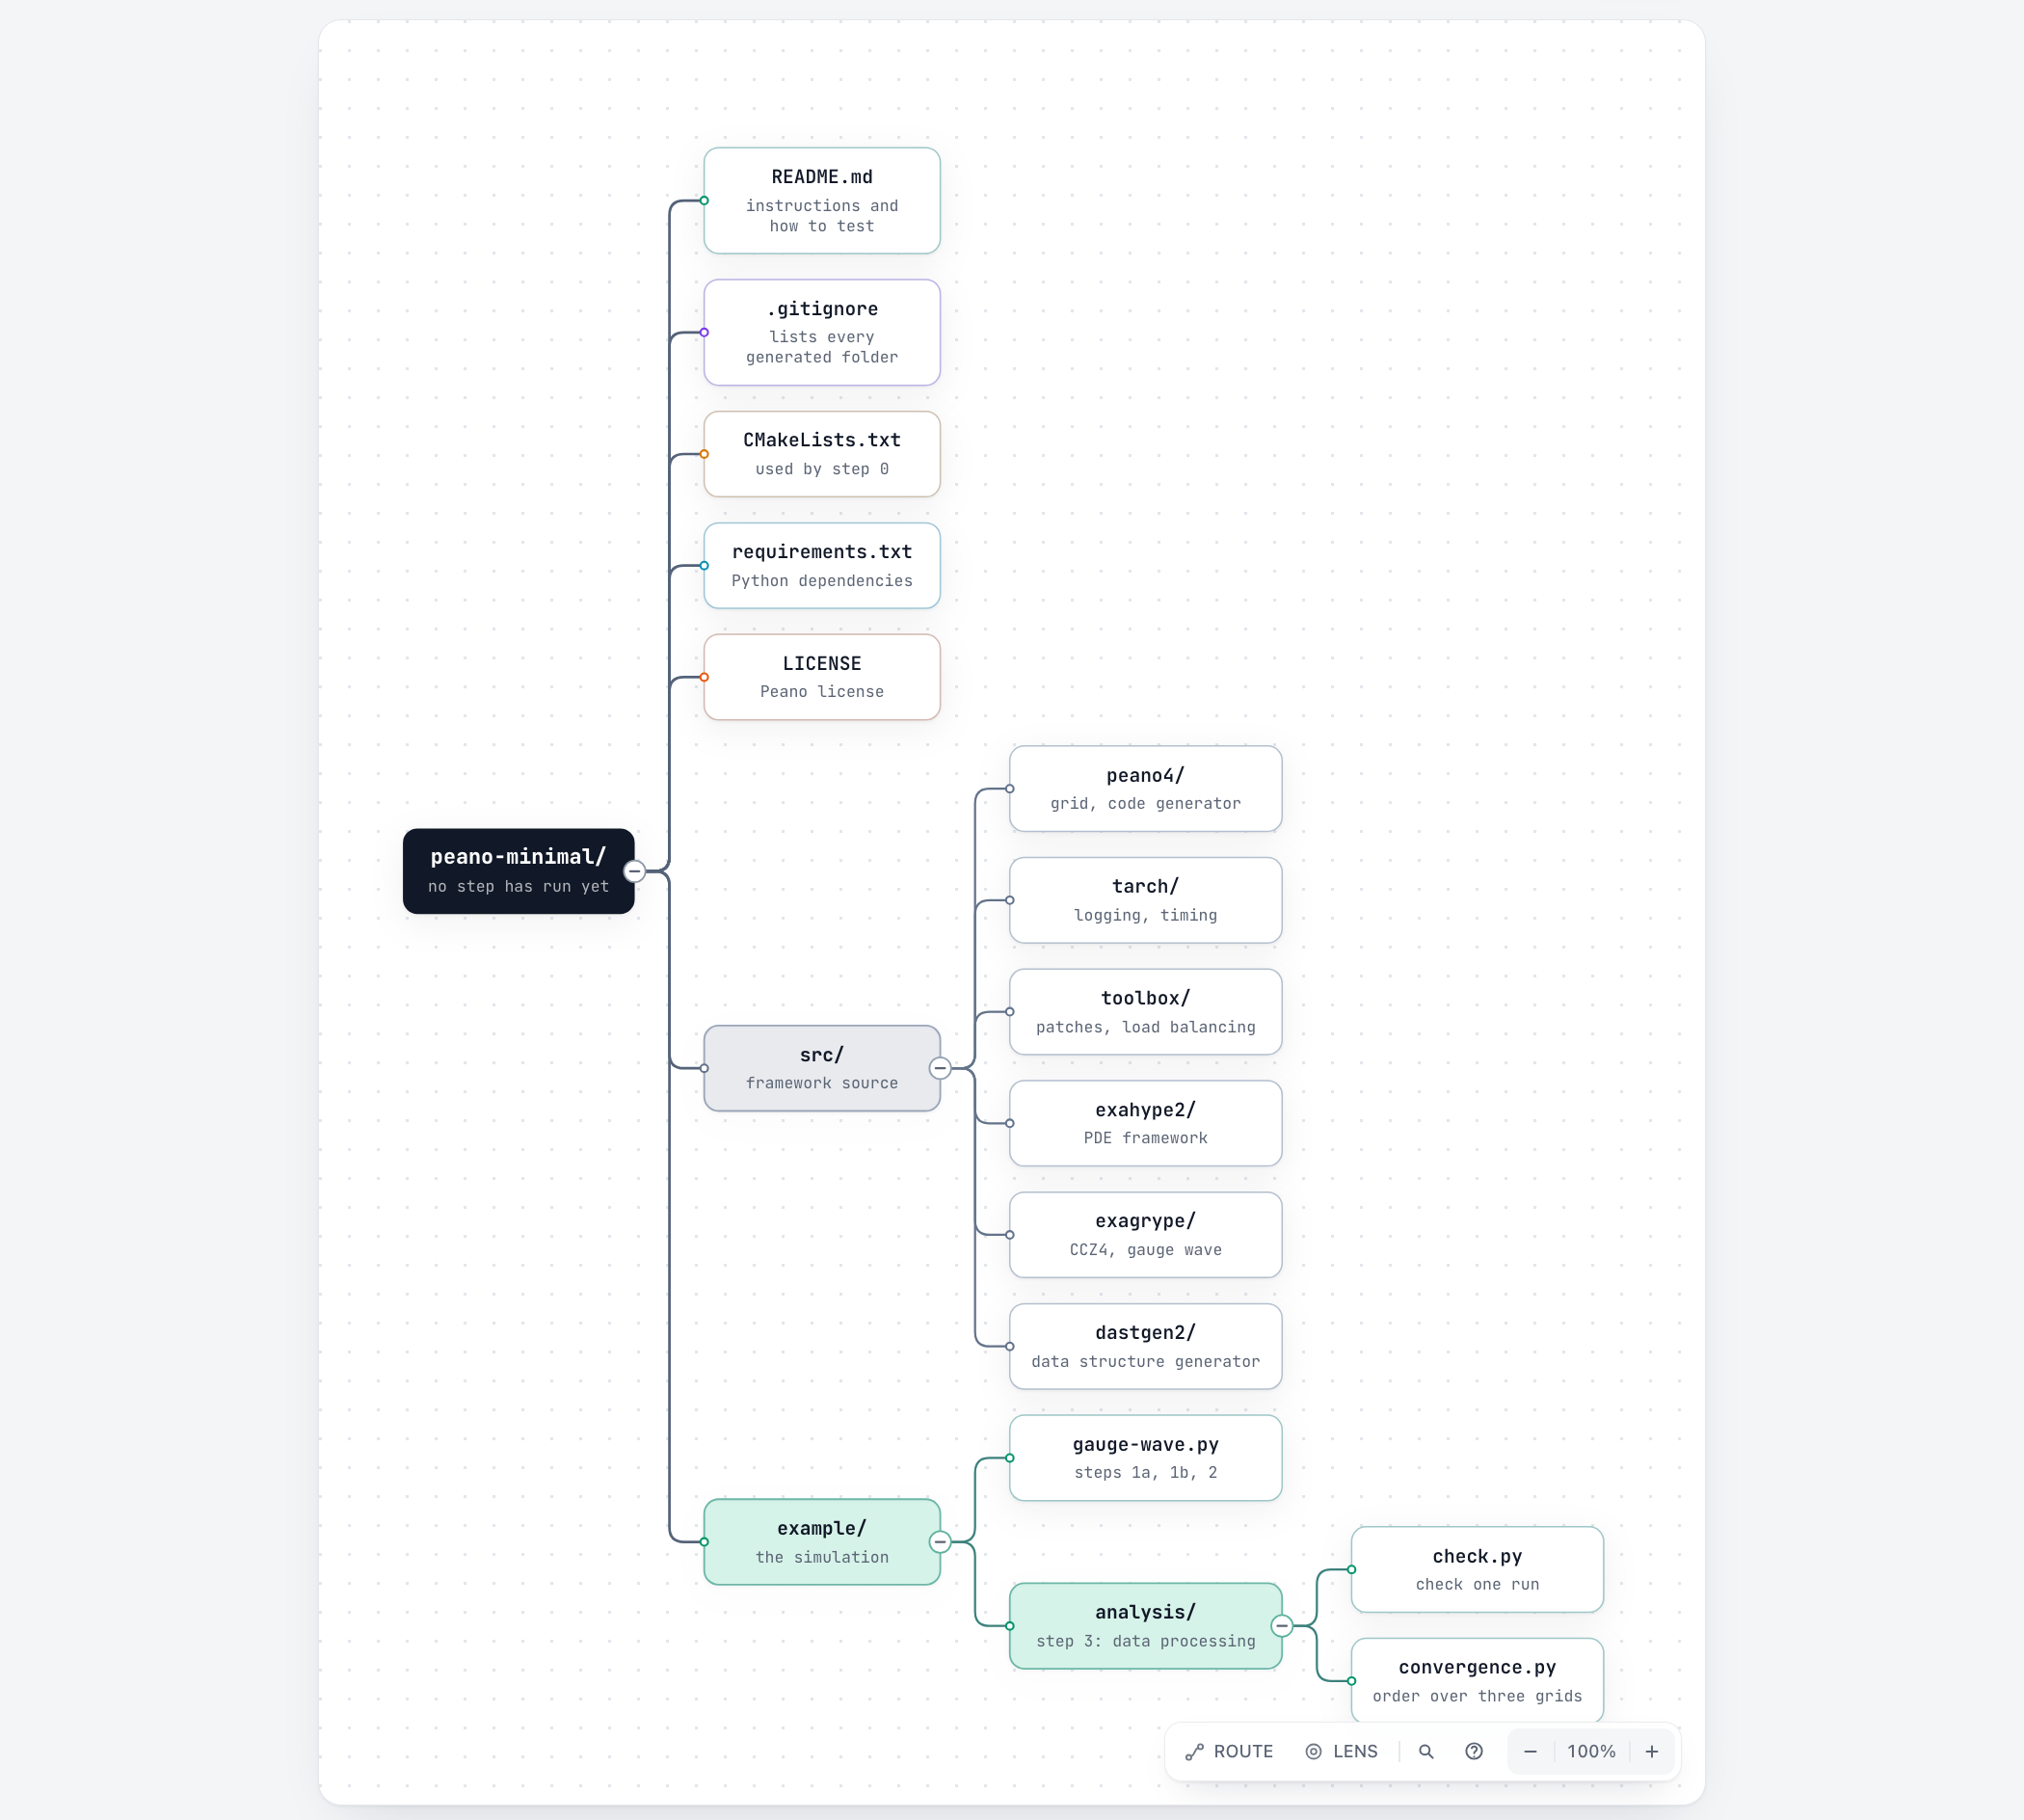 README.md
instructions and
how to test
.gitignore
lists every
generated folder
CMakeLists.txt
used by step 0
requirements.txt
Python dependencies
LICENSE
Peano license
peano4/
grid, code generator
peano-minimal/
no step has run yet
tarch/
logging, timing
toolbox/
patches, load balancing
src/
framework source
exahype2/
PDE framework
exagrype/
CCZ4, gauge wave
dastgen2/
data structure generator
gauge-wave.py
steps 1a, 1b, 2
example/
the simulation
check.py
check one run
analysis/
step 3: data processing
convergence.py
order over three grids
ROUTE LENS 100%